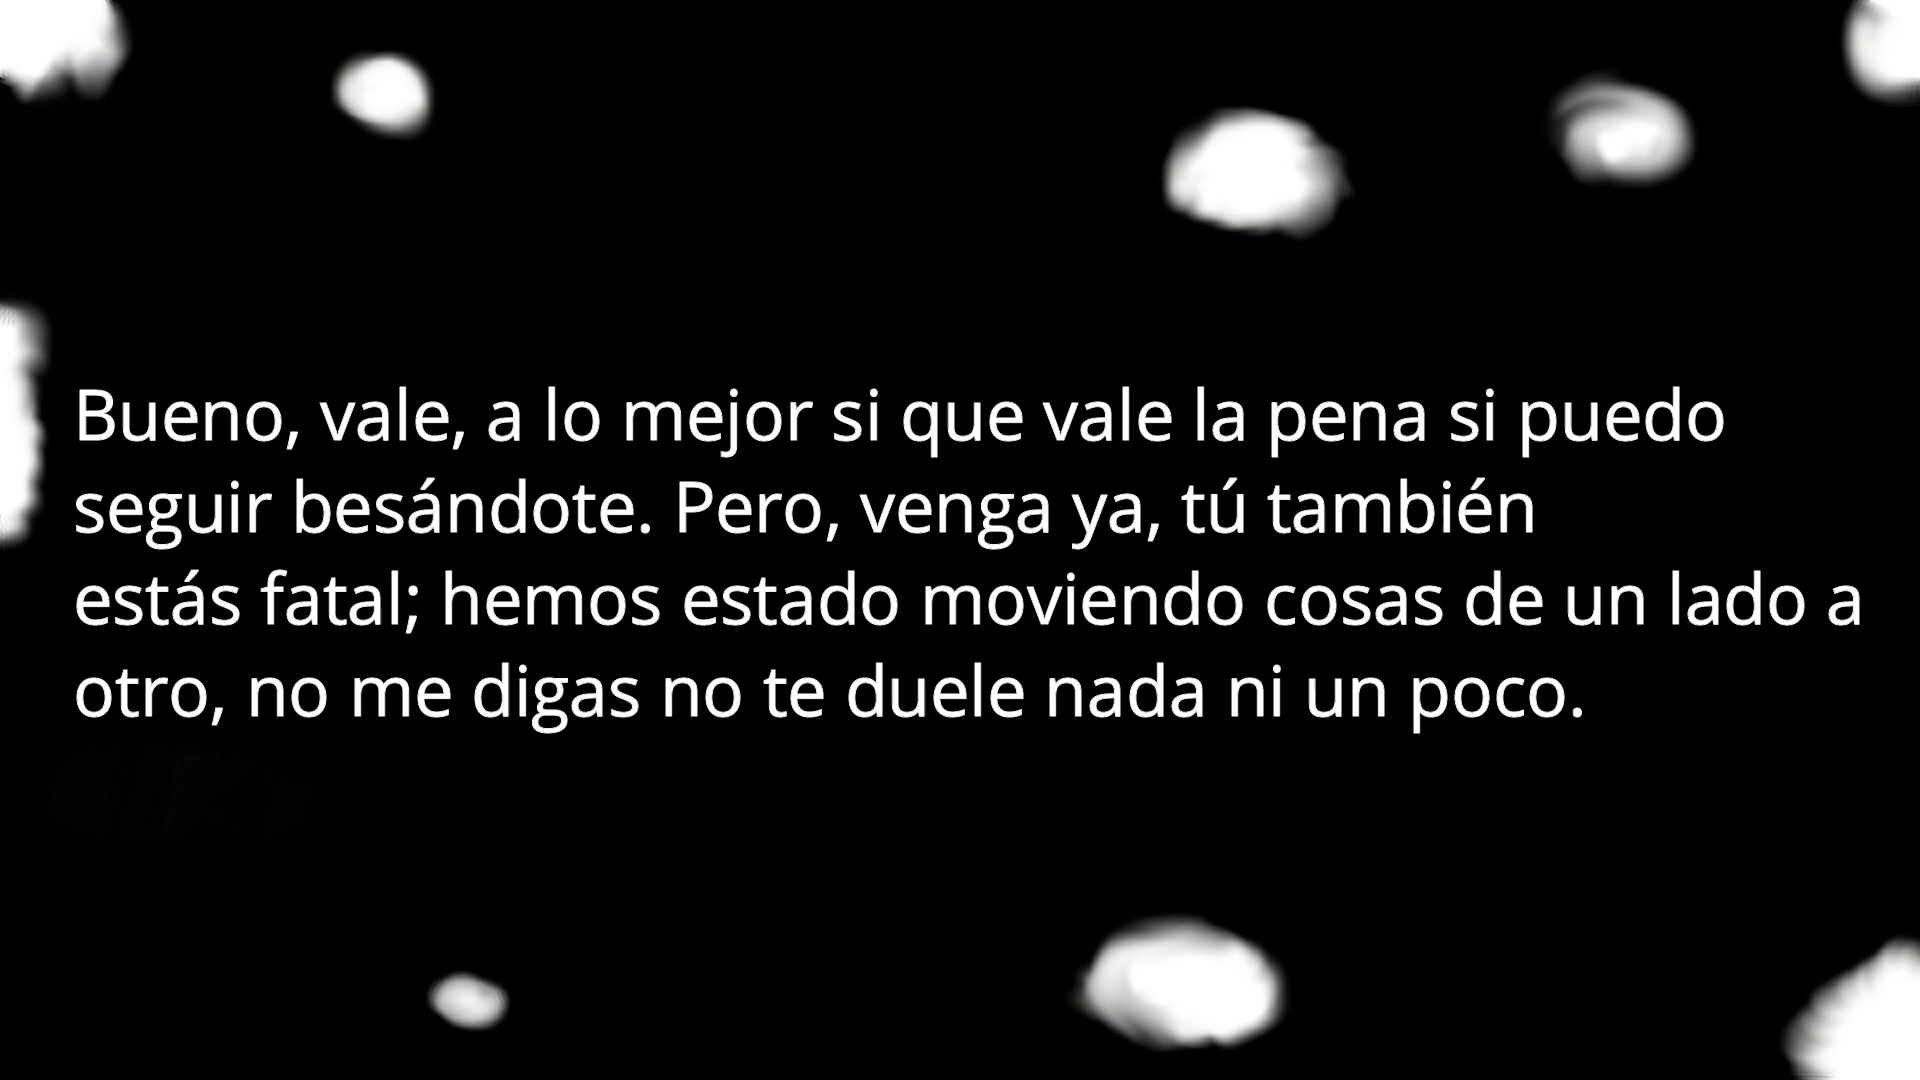 Bueno, vale, a lo mejor si que vale la pena si puedo
seguir besándote. Pero, venga ya, tú también
estás fatal; hemos estado moviendo cosas de un lado a
otro, no me digas no te duele nada ni un poco.